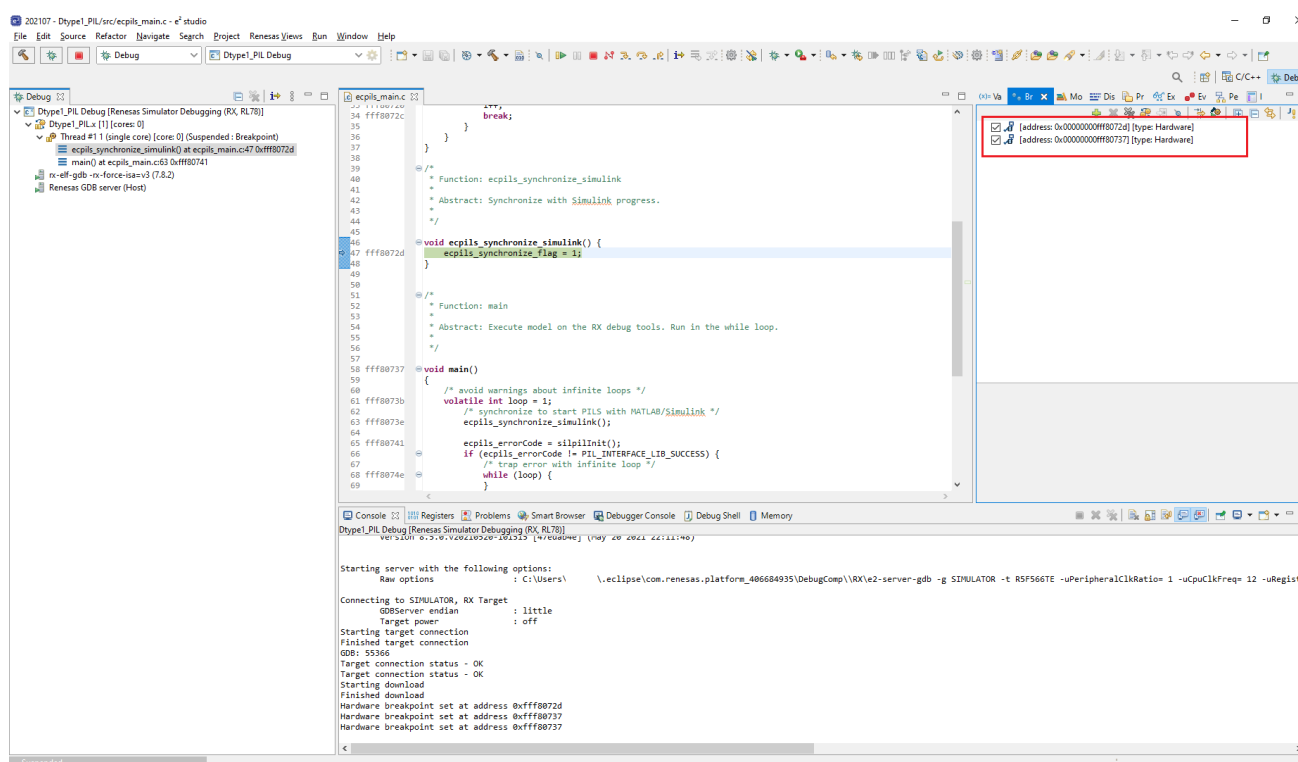 202107 - Dtype1_PIL/src/ecpils_main.c - e² studio
File Edit Source Refactor Navigate Search Project Renesas Views Run Window Help
Debug Dtype1_PIL Debug
C/C++ Deb
Debug
Dtype1_PIL Debug [Renesas Simulator Debugging (RX, RL78)]
Dtype1_PIL.x [1] [cores: 0]
Thread #1 1 (single core) [core: 0] (Suspended : Breakpoint)
ecpils_synchronize_simulink() at ecpils_main.c:47 0xfff8072d
main() at ecpils_main.c:63 0xfff80741
rx-elf-gdb -rx-force-isa=v3 (7.8.2)
Renesas GDB server (Host)
ecpils_main.c
i++;
34 fff8072c break;
35 }
36 }
37 }
38
39 /*
40 * Function: ecpils_synchronize_simulink
41 *
42 * Abstract: Synchronize with Simulink progress.
43 *
44 */
45
46 void ecpils_synchronize_simulink() {
47 fff8072d ecpils_synchronize_flag = 1;
48 }
49
50
51 /*
52 * Function: main
53 *
54 * Abstract: Execute model on the RX debug tools. Run in the while loop.
55 *
56 */
57
58 fff80737 void main()
59 {
60 /* avoid warnings about infinite loops */
61 fff8073b volatile int loop = 1;
62 /* synchronize to start PILS with MATLAB/Simulink */
63 fff8073e ecpils_synchronize_simulink();
64
65 fff80741 ecpils_errorCode = silpilInit();
66 if (ecpils_errorCode != PIL_INTERFACE_LIB_SUCCESS) {
67 /* trap error with infinite loop */
68 fff8074e while (loop) {
69 }
(x)= Va Br Mo Dis Pr Ex Ev Pe I
[address: 0x00000000fff8072d] [type: Hardware]
[address: 0x00000000fff80737] [type: Hardware]
Console Registers Problems Smart Browser Debugger Console Debug Shell Memory
Dtype1_PIL Debug [Renesas Simulator Debugging (RX, RL78)]
Starting server with the following options:
Raw options : C:\Users\ \.eclipse\com.renesas.platform_406684935\DebugComp\\RX\e2-server-gdb -g SIMULATOR -t R5F566TE -uPeripheralClkRatio= 1 -uCpuClkFreq= 12 -uRegist
Connecting to SIMULATOR, RX Target
GDBServer endian : little
Target power : off
Starting target connection
Finished target connection
GDB: 55366
Target connection status - OK
Target connection status - OK
Starting download
Finished download
Hardware breakpoint set at address 0xfff8072d
Hardware breakpoint set at address 0xfff80737
Hardware breakpoint set at address 0xfff80737